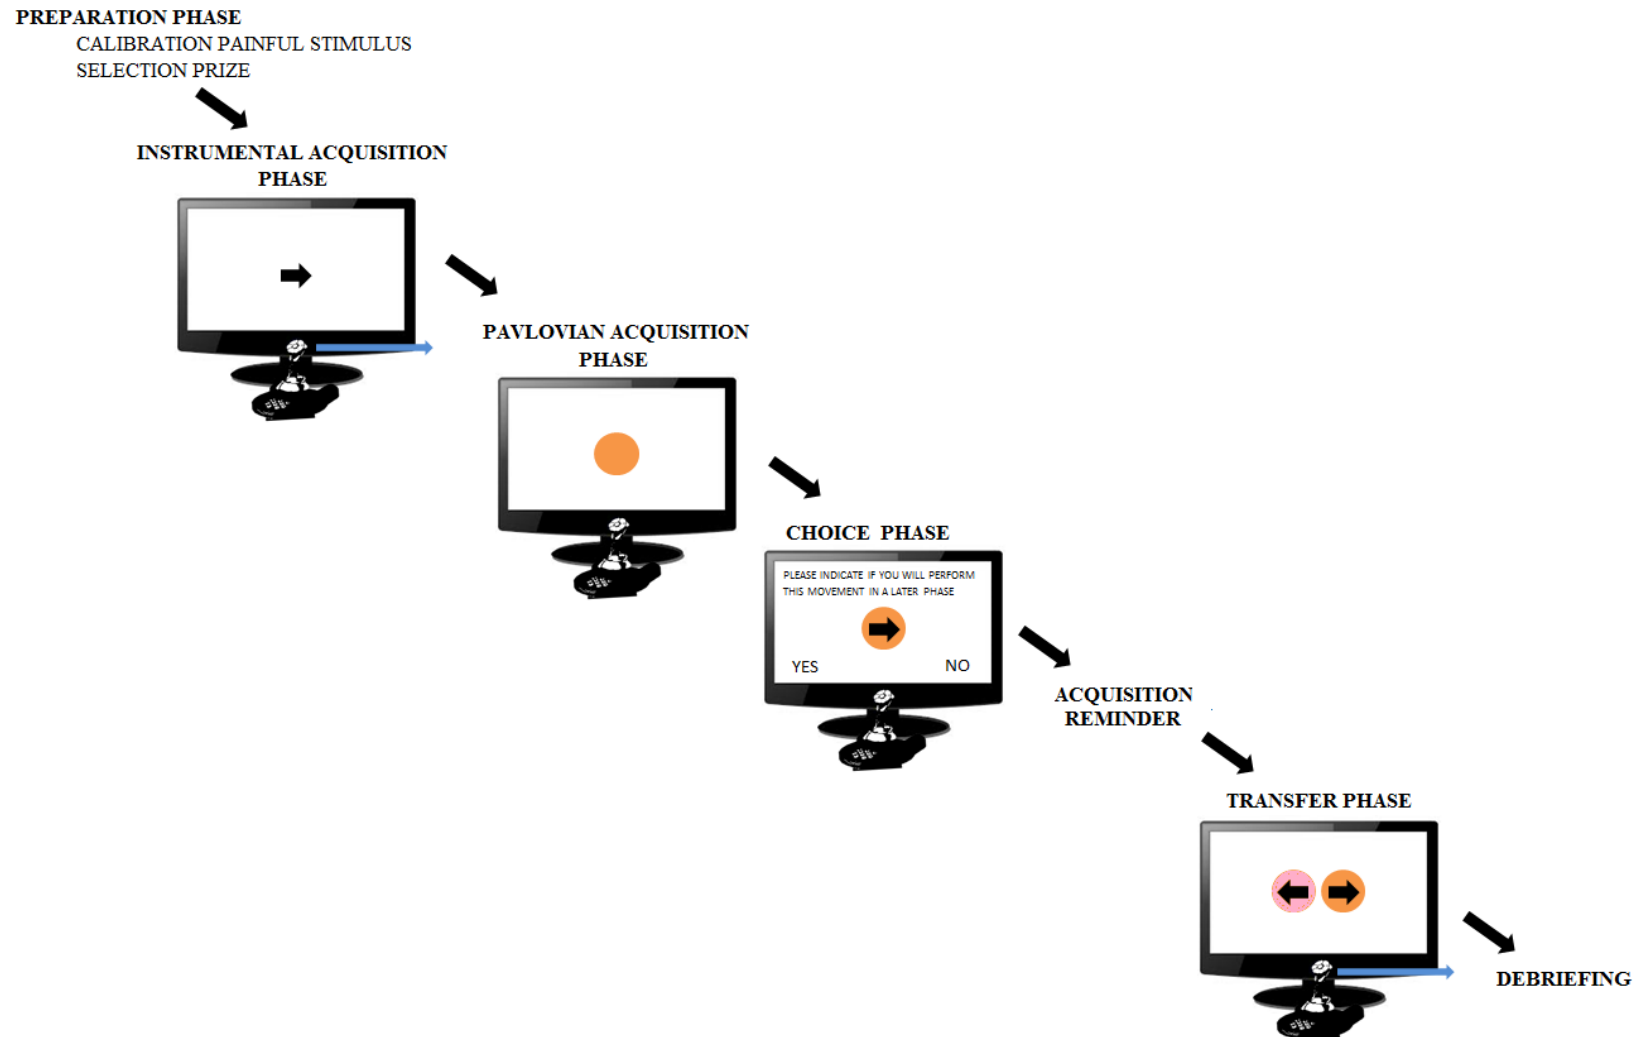 PREPARATION PHASE
CALIBRATION PAINFUL STIMULUS
SELECTION PRIZE
INSTRUMENTAL ACQUISITION
PHASE
PAVLOVIAN ACQUISITION
PHASE
CHOICE PHASE
PLEASE INDICATE IF YOU WILL PERFORM
THIS MOVEMENT IN A LATER PHASE
YES NO
ACQUISITION
REMINDER
TRANSFER PHASE
DEBRIEFING